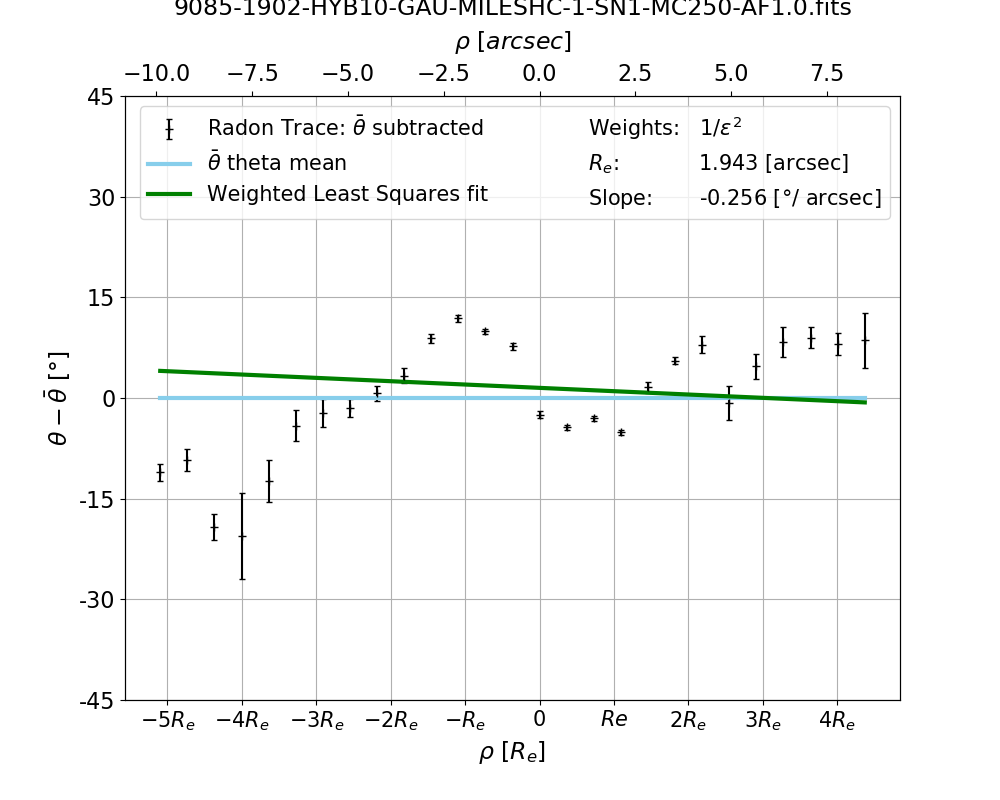 9085-1902-HYB10-GAU-MILESHC-1-SN1-MC250-AF1.0.fits
ρ [arcsec]
−10.0 −7.5 −5.0 −2.5 0.0 2.5 5.0 7.5
45
30
15
0
-15
-30
-45
θ − θ̄ [°]
Radon Trace: θ̄ subtracted
θ̄ theta mean
Weighted Least Squares fit
Weights: 1/ε²
Rₑ: 1.943 [arcsec]
Slope: -0.256 [°/ arcsec]
−5Rₑ −4Rₑ −3Rₑ −2Rₑ −Rₑ 0 Re 2Rₑ 3Rₑ 4Rₑ
ρ [Rₑ]